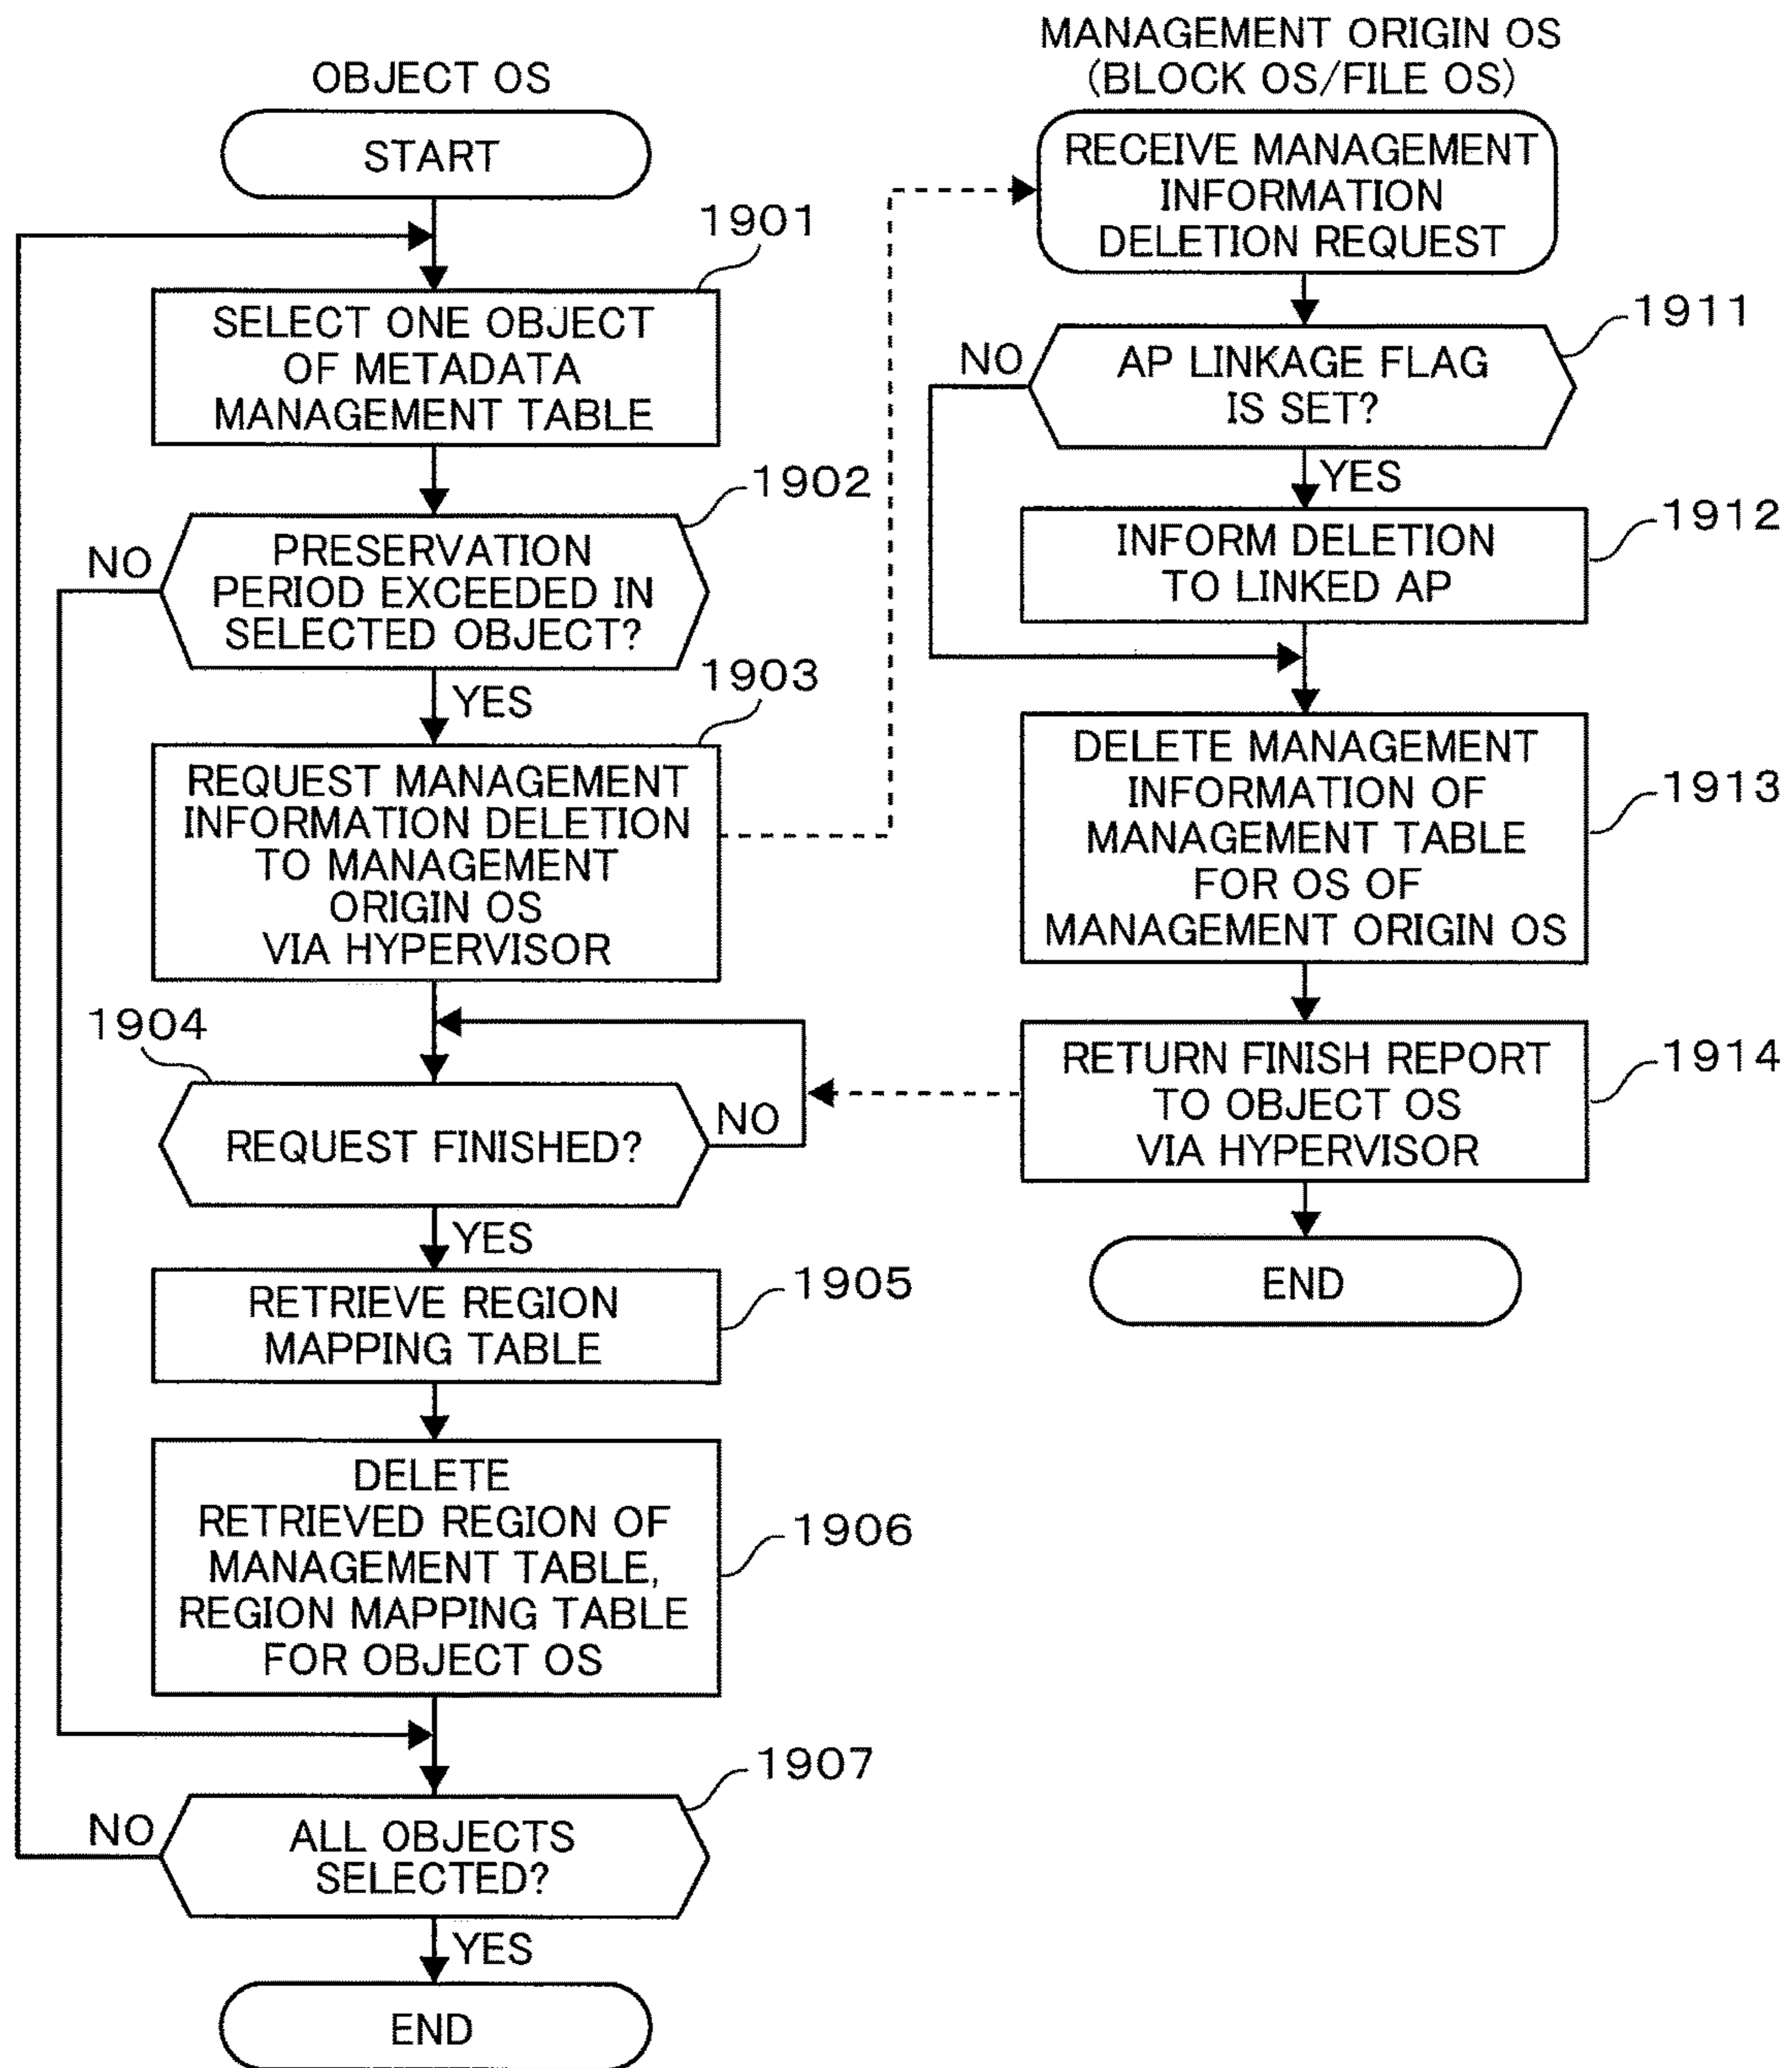 OBJECT OS
START
1901
SELECT ONE OBJECT
OF METADATA
MANAGEMENT TABLE
1902
NO
PRESERVATION
PERIOD EXCEEDED IN
SELECTED OBJECT?
YES
1903
REQUEST MANAGEMENT
INFORMATION DELETION
TO MANAGEMENT
ORIGIN OS
VIA HYPERVISOR
1904
REQUEST FINISHED?
NO
YES
RETRIEVE REGION
MAPPING TABLE
1905
DELETE
RETRIEVED REGION OF
MANAGEMENT TABLE,
REGION MAPPING TABLE
FOR OBJECT OS
1906
1907
NO
ALL OBJECTS
SELECTED?
YES
END
MANAGEMENT ORIGIN OS
(BLOCK OS/FILE OS)
RECEIVE MANAGEMENT
INFORMATION
DELETION REQUEST
1911
NO
AP LINKAGE FLAG
IS SET?
YES
1912
INFORM DELETION
TO LINKED AP
DELETE MANAGEMENT
INFORMATION OF
MANAGEMENT TABLE
FOR OS OF
MANAGEMENT ORIGIN OS
1913
RETURN FINISH REPORT
TO OBJECT OS
VIA HYPERVISOR
1914
END